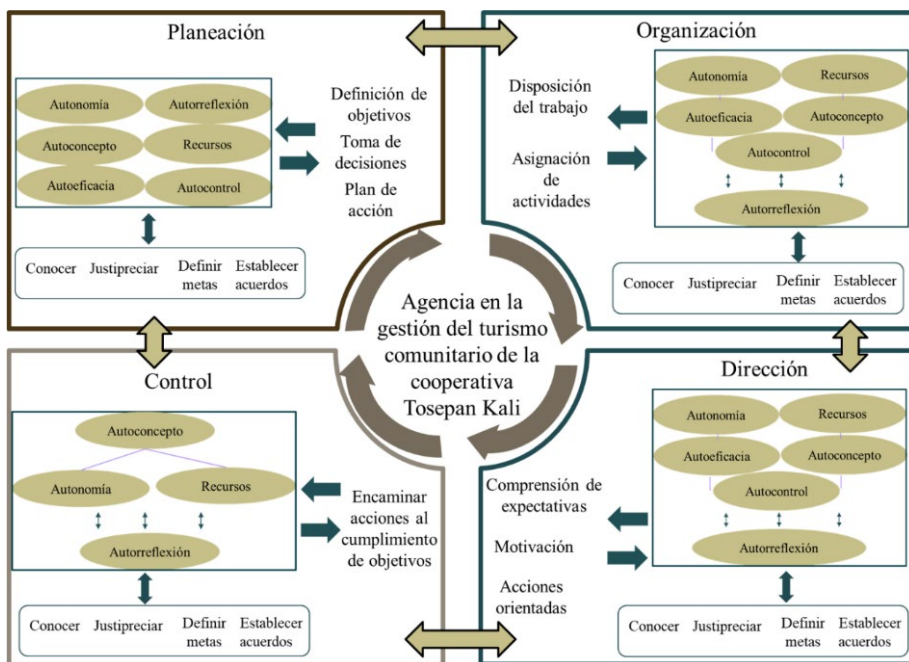 Planeación
Autonomía
Autorreflexión
Autoconcepto
Recursos
Autoeficacia
Autocontrol
Definición de
objetivos
Toma de
decisiones
Plan de
acción
Conocer
Justipreciar
Definir
metas
Establecer
acuerdos
Organización
Disposición
del trabajo
Asignación
de
actividades
Autonomía
Recursos
Autoeficacia
Autoconcepto
Autocontrol
Autorreflexión
Conocer
Justipreciar
Definir
metas
Establecer
acuerdos
Agencia en la
gestión del turismo
comunitario de la
cooperativa
Tosepan Kali
Control
Autoconcepto
Autonomía
Recursos
Autorreflexión
Encaminar
acciones al
cumplimiento
de objetivos
Conocer
Justipreciar
Definir
metas
Establecer
acuerdos
Dirección
Comprensión de
expectativas
Motivación
Acciones
orientadas
Autonomía
Recursos
Autoeficacia
Autoconcepto
Autocontrol
Autorreflexión
Conocer
Justipreciar
Definir
metas
Establecer
acuerdos